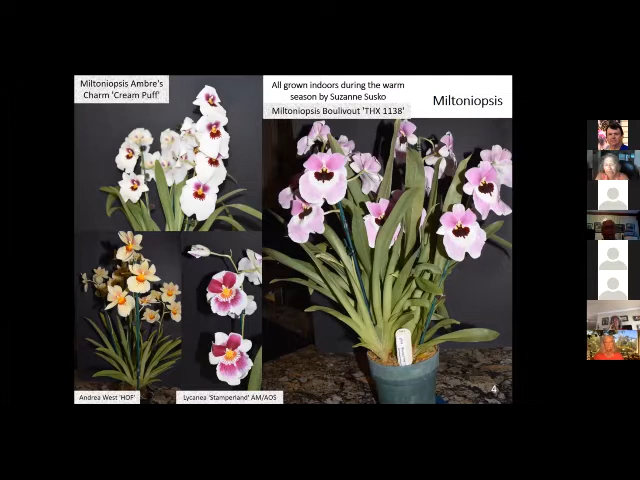 Miltoniopsis Ambre's
Charm 'Cream Puff'
All grown indoors during the warm
season by Suzanne Susko
Miltoniopsis Boulivout 'THX 1138'
Miltoniopsis
Andrea West 'HOF'
Lycanea 'Stamperland' AM/AOS
4